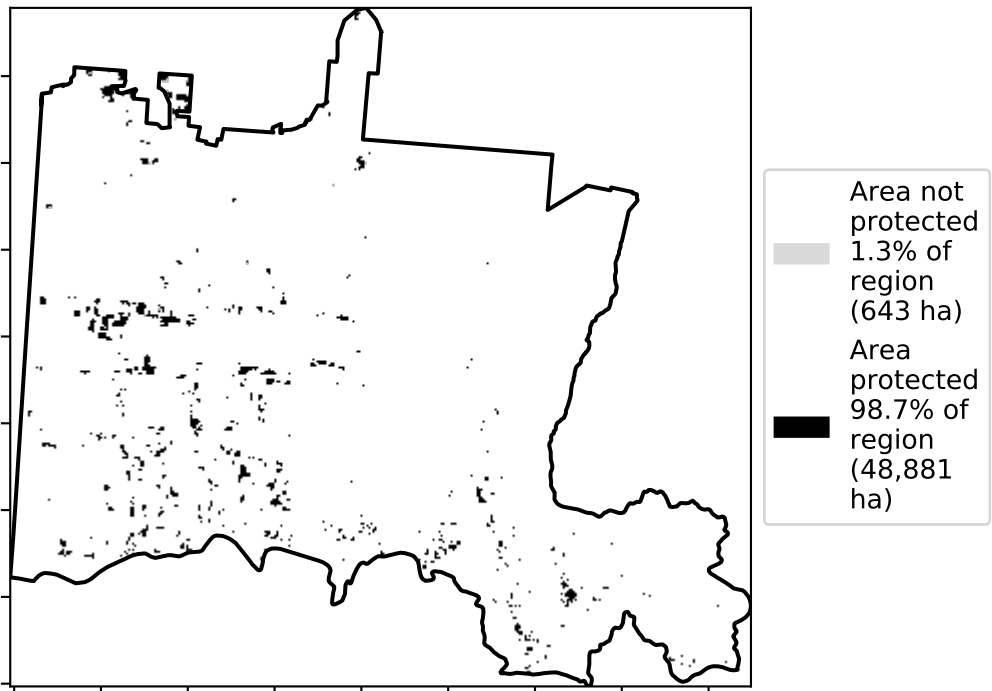 Area not
protected
1.3% of
region
(643 ha)
Area
protected
98.7% of
region
(48,881
ha)